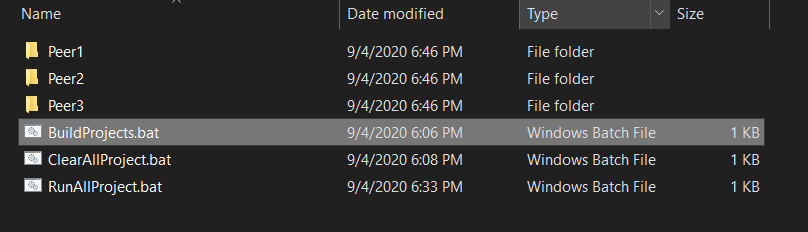 Name Date modified Type Size
Peer1 9/4/2020 6:46 PM File folder
Peer2 9/4/2020 6:46 PM File folder
Peer3 9/4/2020 6:46 PM File folder
BuildProjects.bat 9/4/2020 6:06 PM Windows Batch File 1 KB
ClearAllProject.bat 9/4/2020 6:08 PM Windows Batch File 1 KB
RunAllProject.bat 9/4/2020 6:33 PM Windows Batch File 1 KB